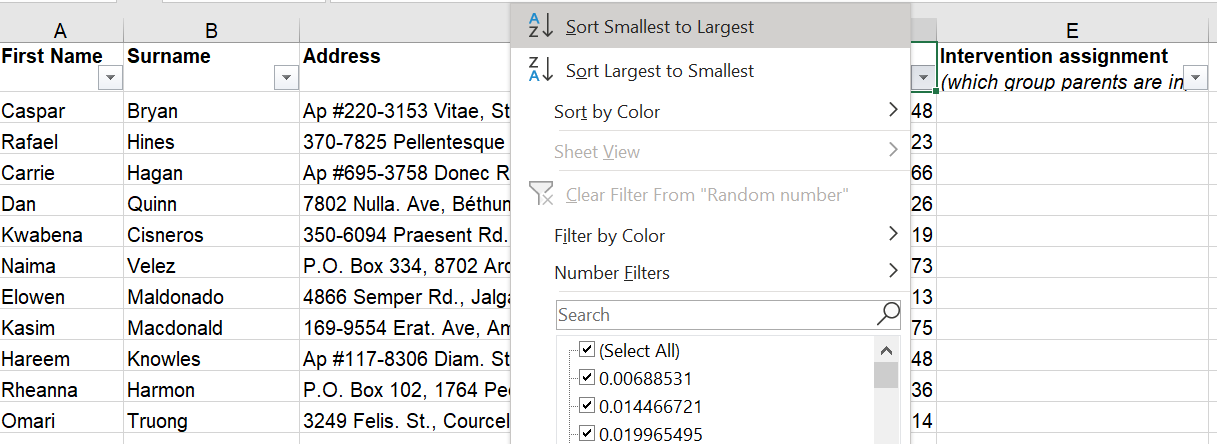 A B E
First Name Surname Address Intervention assignment
(which group parents are in
Caspar Bryan Ap #220-3153 Vitae, St 48
Rafael Hines 370-7825 Pellentesque 23
Carrie Hagan Ap #695-3758 Donec R 66
Dan Quinn 7802 Nulla. Ave, Béthun 26
Kwabena Cisneros 350-6094 Praesent Rd. 19
Naima Velez P.O. Box 334, 8702 Arc 73
Elowen Maldonado 4866 Semper Rd., Jalga 13
Kasim Macdonald 169-9554 Erat. Ave, Am 75
Hareem Knowles Ap #117-8306 Diam. St 48
Rheanna Harmon P.O. Box 102, 1764 Pe 36
Omari Truong 3249 Felis. St., Courcel 14
Sort Smallest to Largest
Sort Largest to Smallest
Sort by Color
Sheet View
Clear Filter From "Random number"
Filter by Color
Number Filters
Search
(Select All)
0.00688531
0.014466721
0.019965495